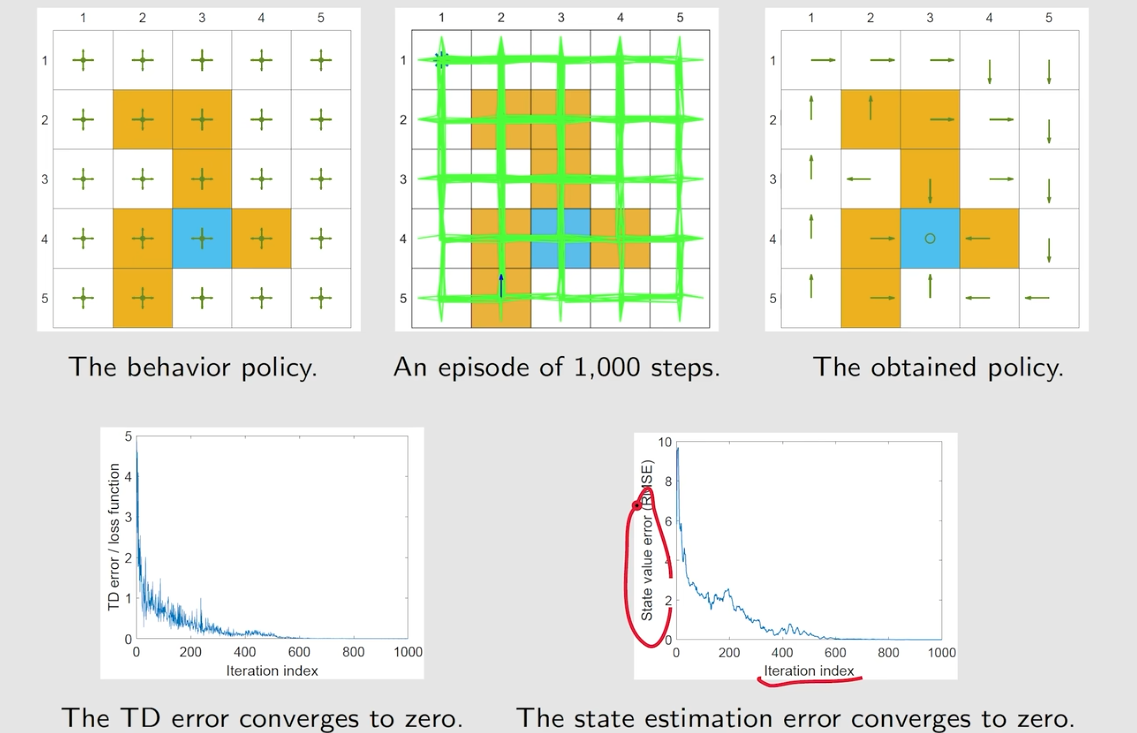 1 2 3 4 5
1
2
3
4
5
The behavior policy.
1 2 3 4 5
1
2
3
4
5
An episode of 1,000 steps.
1 2 3 4 5
1
2
3
4
5
The obtained policy.
TD error / loss function
5
4
3
2
1
0
0 200 400 600 800 1000
Iteration index
The TD error converges to zero.
State value error (RMSE)
10
8
6
4
2
0
0 200 400 600 800 1000
Iteration index
The state estimation error converges to zero.